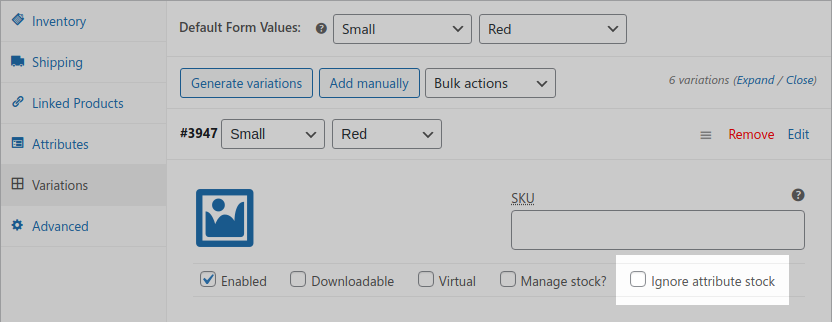 Inventory
Shipping
Linked Products
Attributes
Variations
Advanced
Default Form Values: ? Small Red
Generate variations Add manually Bulk actions 6 variations (Expand / Close)
#3947 Small Red Remove Edit
SKU ?
Enabled Downloadable Virtual Manage stock? Ignore attribute stock